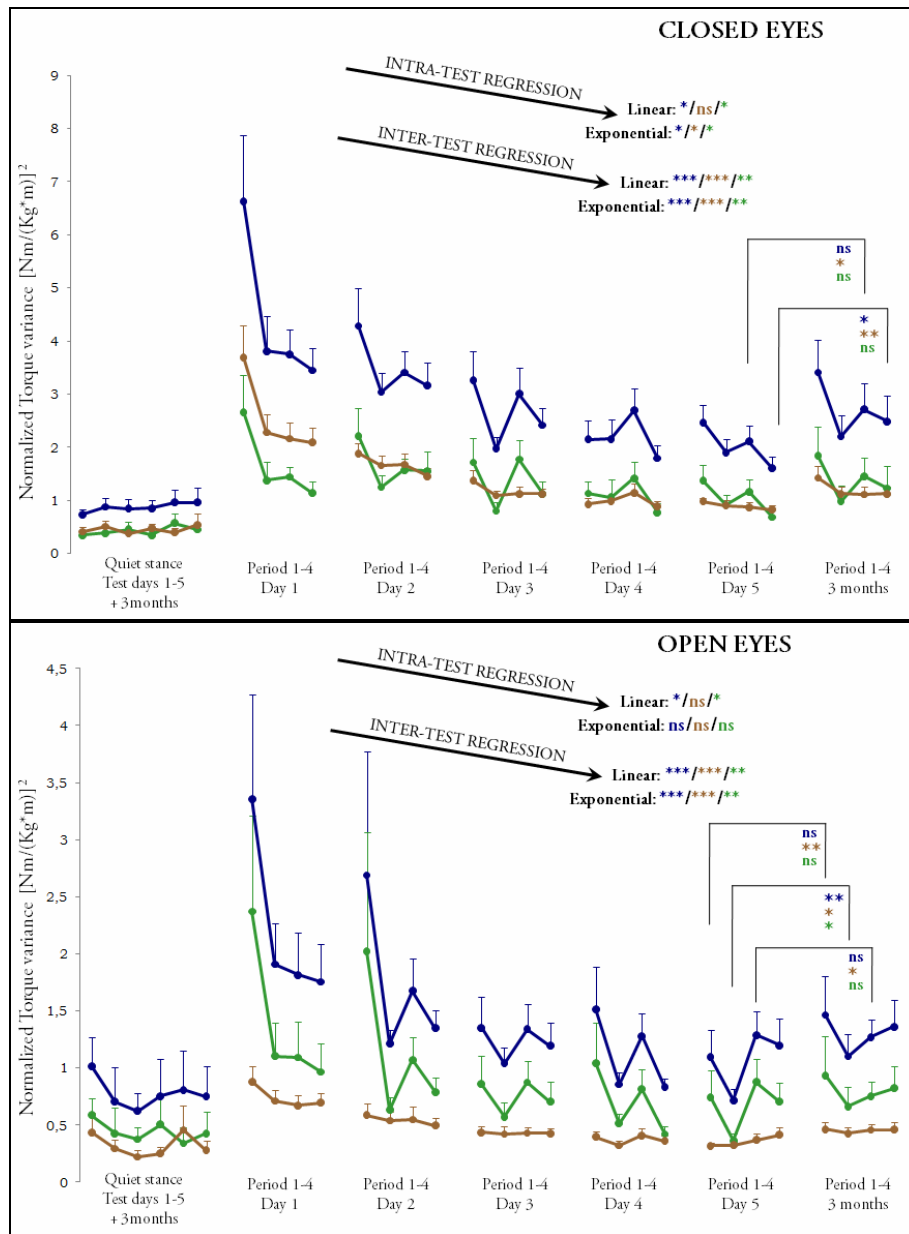 CLOSED EYES
INTRA-TEST REGRESSION
Linear: */ns/*
Exponential: */*/*
INTER-TEST REGRESSION
Linear: ***/***/**
Exponential: ***/***/**
Normalized Torque variance [Nm/(Kg*m)]²
9
8
7
6
5
4
3
2
1
0
ns
*
ns
*
**
ns
Quiet stance
Test days 1-5
+ 3months
Period 1-4
Day 1
Period 1-4
Day 2
Period 1-4
Day 3
Period 1-4
Day 4
Period 1-4
Day 5
Period 1-4
3 months
OPEN EYES
INTRA-TEST REGRESSION
Linear: */ns/*
Exponential: ns/ns/ns
INTER-TEST REGRESSION
Linear: ***/***/**
Exponential: ***/***/**
Normalized Torque variance [Nm/(Kg*m)]²
4,5
4
3,5
3
2,5
2
1,5
1
0,5
0
ns
**
ns
**
*
*
ns
*
ns
Quiet stance
Test days 1-5
+ 3months
Period 1-4
Day 1
Period 1-4
Day 2
Period 1-4
Day 3
Period 1-4
Day 4
Period 1-4
Day 5
Period 1-4
3 months